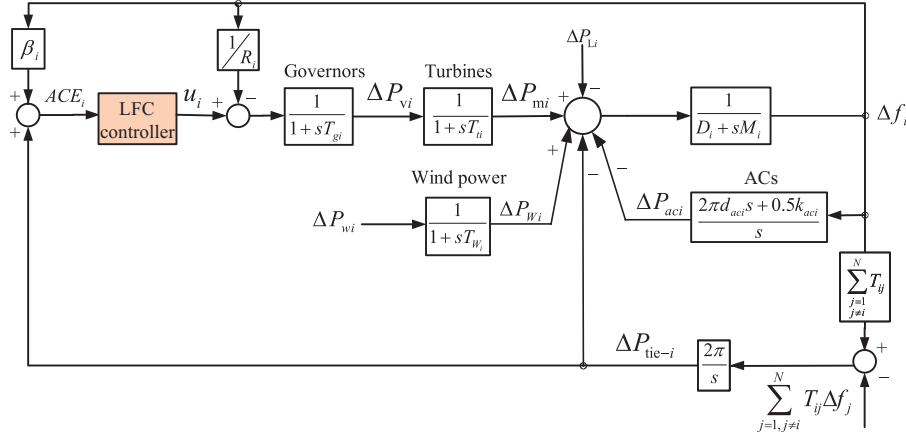 β_i
1/R_i
ΔP_Li
Governors
Turbines
+
ACE_i
u_i
+
−
ΔP_vi
ΔP_mi
+
−
+
LFC
controller
1
1 + sT_gi
1
1 + sT_ti
1
D_i + sM_i
Δf_i
+
−
−
Wind power
ACs
ΔP_wi
1
1 + sT_W_i
ΔP_Wi
ΔP_aci
2πd_aci s + 0.5k_aci
s
N
∑ T_ij
j=1
j≠i
ΔP_tie−i
2π
s
+
−
N
∑ T_ij Δf_j
j=1, j≠i